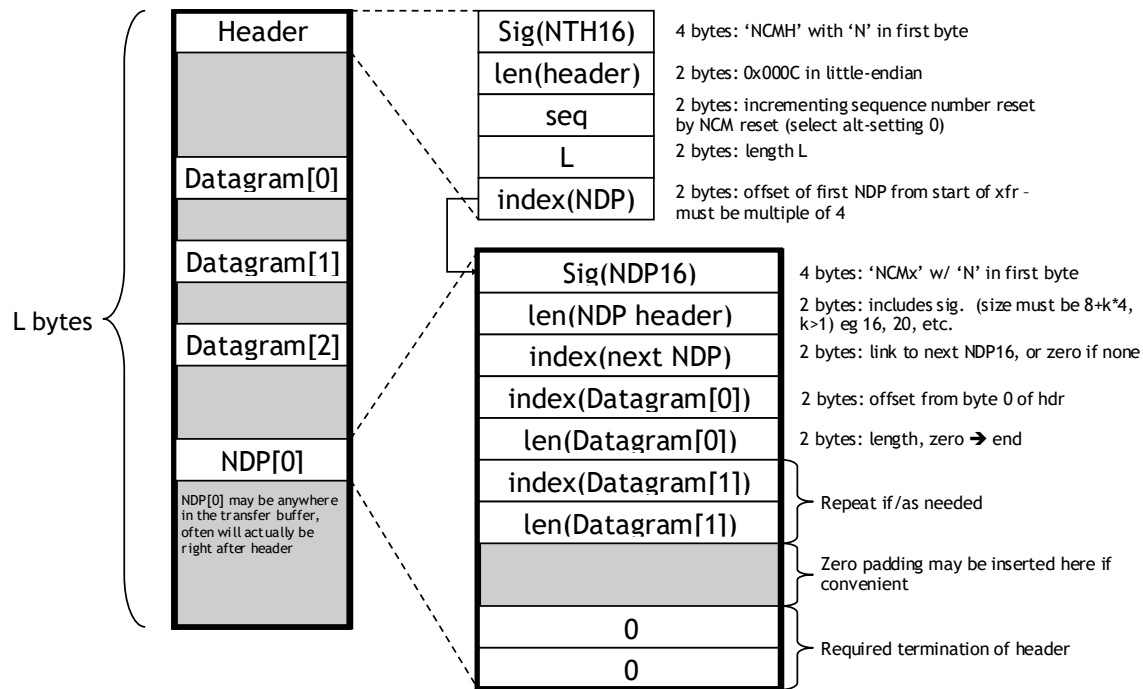 Header
Datagram[0]
Datagram[1]
Datagram[2]
NDP[0]
NDP[0] may be anywhere
in the transfer buffer,
often will actually be
right after header
L bytes
Sig(NTH16)
4 bytes: ‘NCMH’ with ‘N’ in first byte
len(header)
2 bytes: 0x000C in little-endian
seq
2 bytes: incrementing sequence number reset
by NCM reset (select alt-setting 0)
L
2 bytes: length L
index(NDP)
2 bytes: offset of first NDP from start of xfr –
must be multiple of 4
Sig(NDP16)
4 bytes: ‘NCMx’ w/ ‘N’ in first byte
len(NDP header)
2 bytes: includes sig. (size must be 8+k*4,
k>1) eg 16, 20, etc.
index(next NDP)
2 bytes: link to next NDP16, or zero if none
index(Datagram[0])
2 bytes: offset from byte 0 of hdr
len(Datagram[0])
2 bytes: length, zero ➔ end
index(Datagram[1])
len(Datagram[1])
Repeat if/as needed
Zero padding may be inserted here if
convenient
0
0
Required termination of header